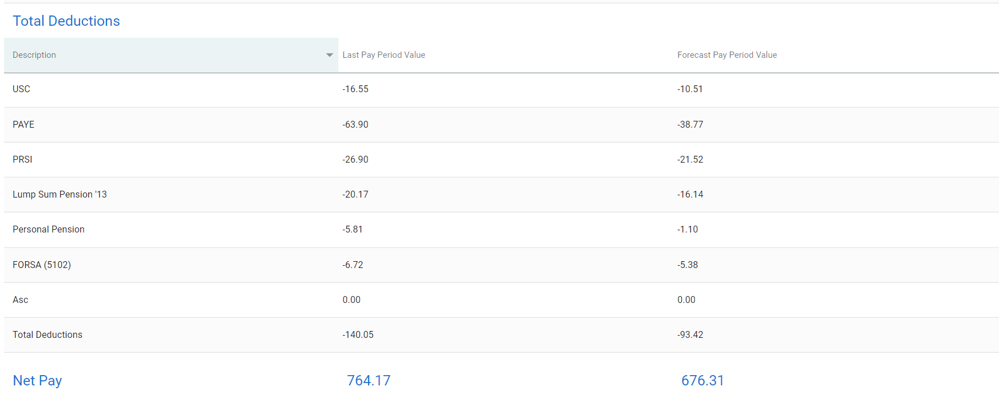 Total Deductions
Description Last Pay Period Value Forecast Pay Period Value
USC -16.55 -10.51
PAYE -63.90 -38.77
PRSI -26.90 -21.52
Lump Sum Pension '13 -20.17 -16.14
Personal Pension -5.81 -1.10
FORSA (5102) -6.72 -5.38
Asc 0.00 0.00
Total Deductions -140.05 -93.42
Net Pay 764.17 676.31